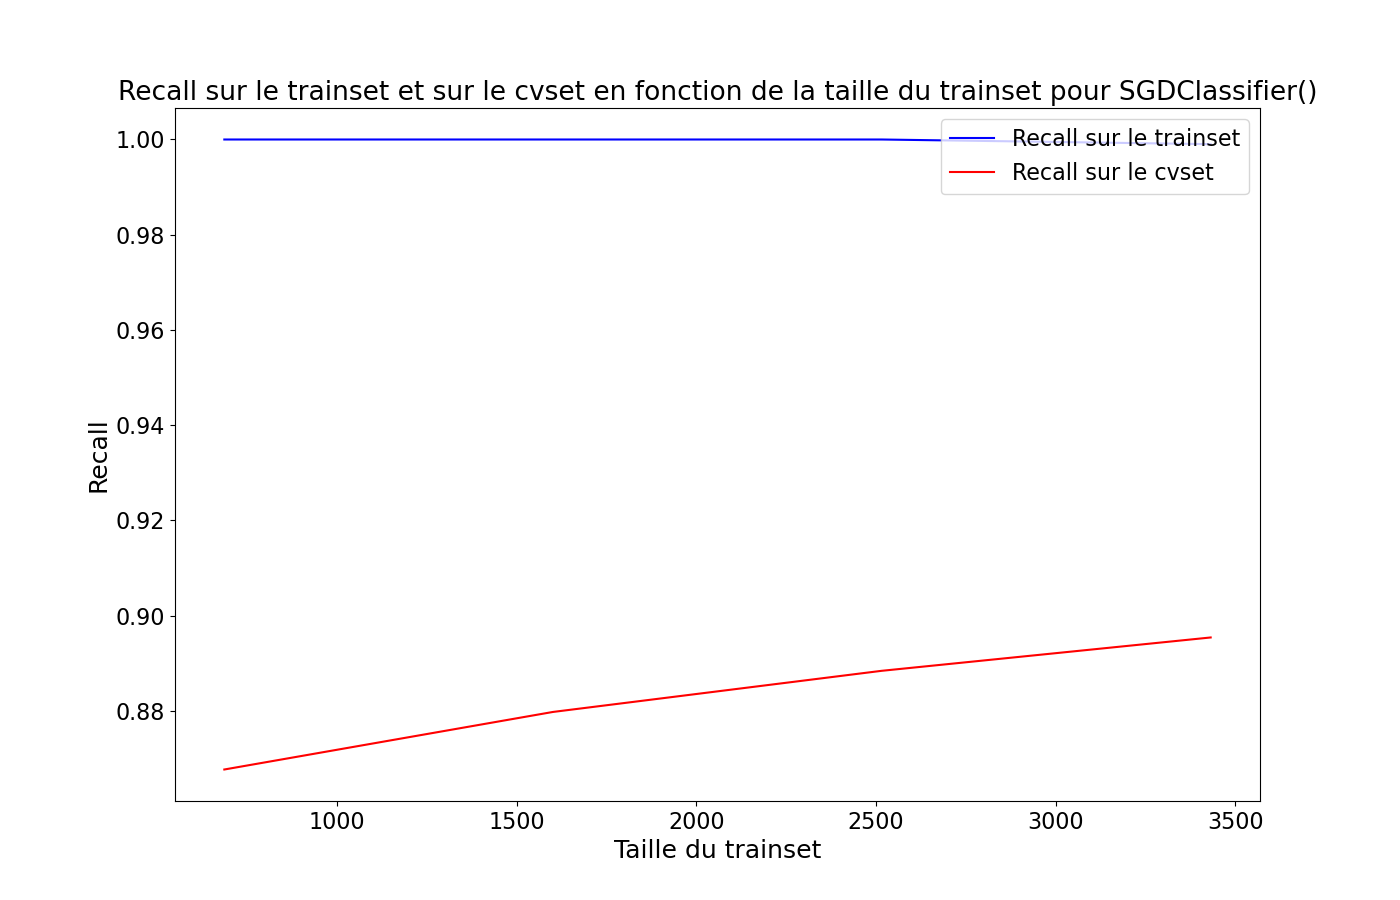 Recall sur le trainset et sur le cvset en fonction de la taille du trainset pour SGDClassifier()
Recall sur le trainset
Recall sur le cvset
1.00
0.98
0.96
0.94
0.92
0.90
0.88
Recall
1000
1500
2000
2500
3000
3500
Taille du trainset